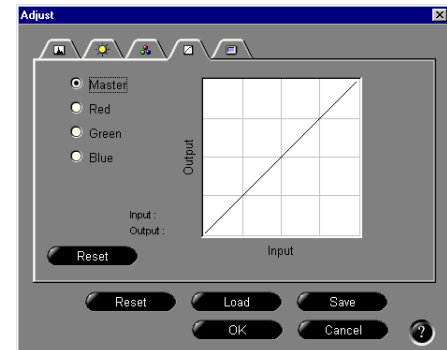 Adjust
Master
Red
Green
Blue
Output
Input :
Output :
Input
Reset
Reset Load Save
OK Cancel ?